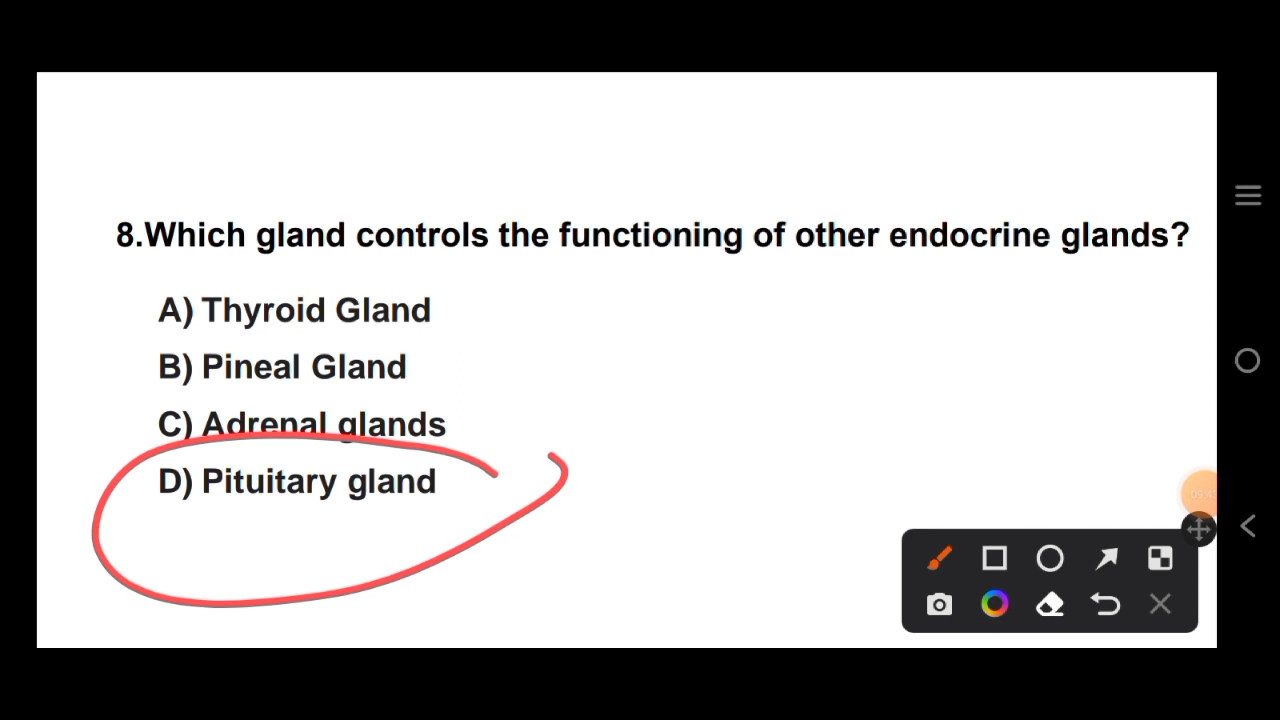 8.Which gland controls the functioning of other endocrine glands?
A) Thyroid Gland
B) Pineal Gland
C) Adrenal glands
D) Pituitary gland